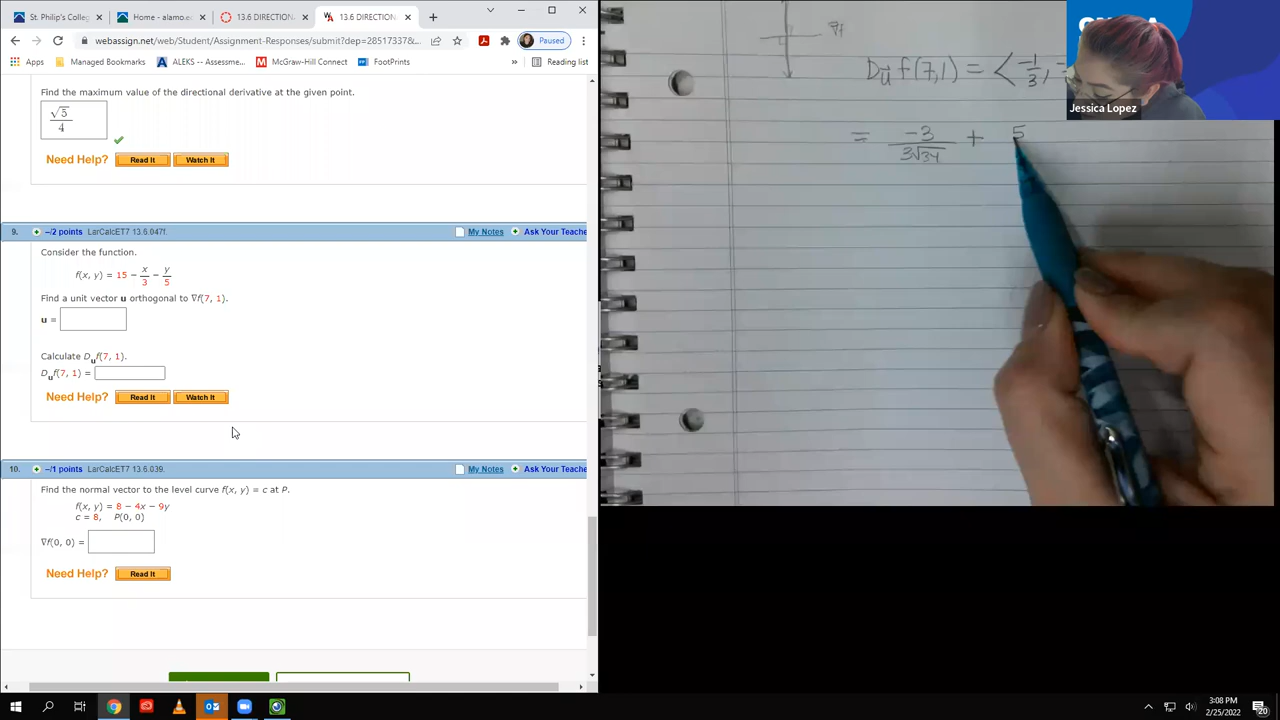 St. Philip's Colleg
Home - alamo.ed
13.6 DIRECTION
13.6 DIRECTION
webassign.net/web/Student/Assignment-Responses/submit?dep=28517337&...
Paused
Apps
Managed Bookmarks
ALEKS -- Assessme...
McGraw-Hill Connect
FootPrints
Reading list
Find the maximum value of the directional derivative at the given point.
√5
4
Need Help? Read It Watch It
9. –/2 points LarCalcET7 13.6.047f. My Notes Ask Your Teache
Consider the function.
f(x, y) = 15 − x/3 − y/5
Find a unit vector u orthogonal to ∇f(7, 1).
u =
Calculate Duf(7, 1).
Duf(7, 1) =
Need Help? Read It Watch It
10. –/1 points LarCalcET7 13.6.039. My Notes Ask Your Teache
Find the normal vector to the level curve f(x, y) = c at P.
f(x, y) = 8 − 4x − 9y
c = 8, P(0, 0)
∇f(0, 0) =
Need Help? Read It
∇f
Duf(7,1) = < -1/3, -
= -3/3√34 + 5
Jessica Lopez
3:08 PM
2/25/2022
20